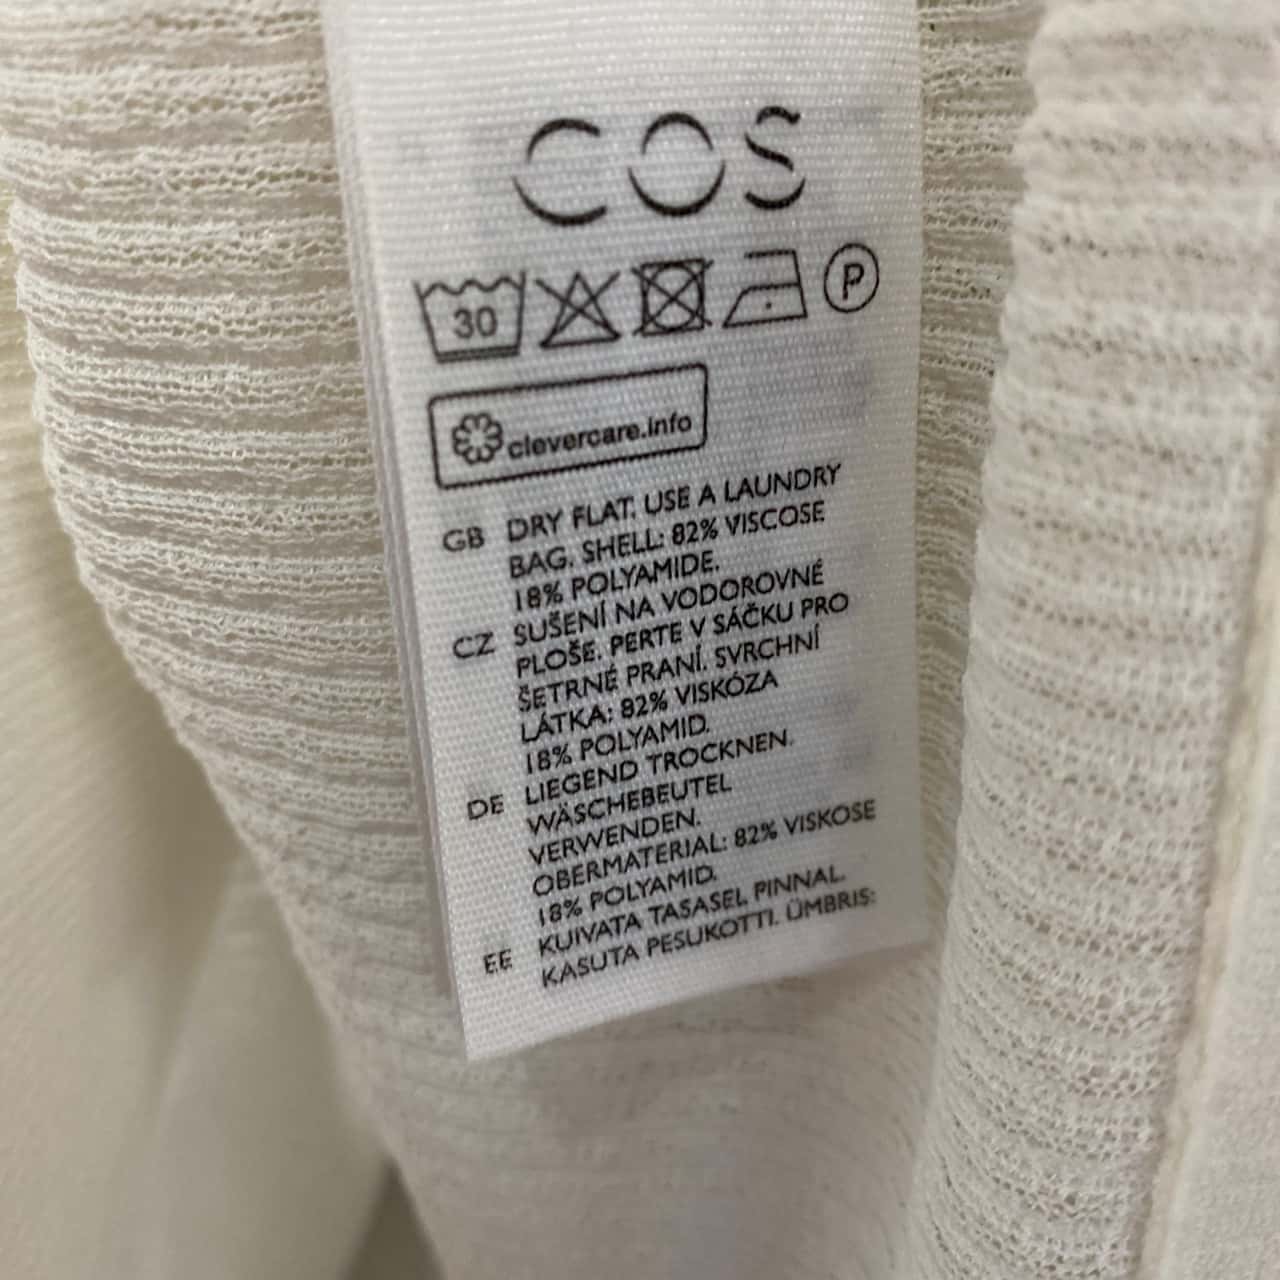 COS
30
P
clevercare.info
GB DRY FLAT. USE A LAUNDRY
BAG. SHELL: 82% VISCOSE
18% POLYAMIDE.
CZ SUŠENÍ NA VODOROVNÉ
PLOŠE. PERTE V SÁČKU PRO
ŠETRNÉ PRANÍ. SVRCHNÍ
LÁTKA: 82% VISKÓZA
18% POLYAMID.
DE LIEGEND TROCKNEN.
WÄSCHEBEUTEL
VERWENDEN.
OBERMATERIAL: 82% VISKOSE
18% POLYAMID.
EE KUIVATA TASASEL PINNAL.
KASUTA PESUKOTTI. ÜMBRIS: